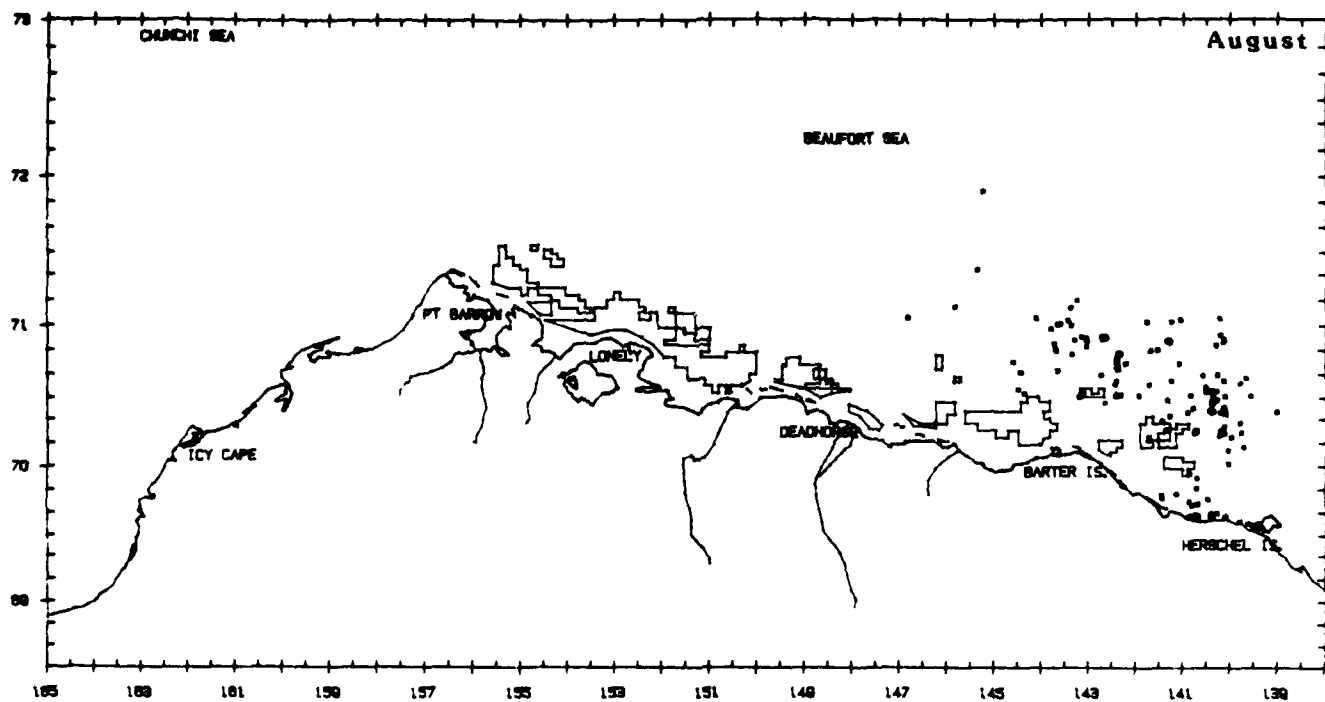 73
CHUKCHI SEA
August
BEAUFORT SEA
72
71
PT BARROW
LONELY
DEADHORSE
ICY CAPE
70
BARTER IS.
HERSCHEL IS.
69
165 163 161 159 157 155 153 151 149 147 145 143 141 139